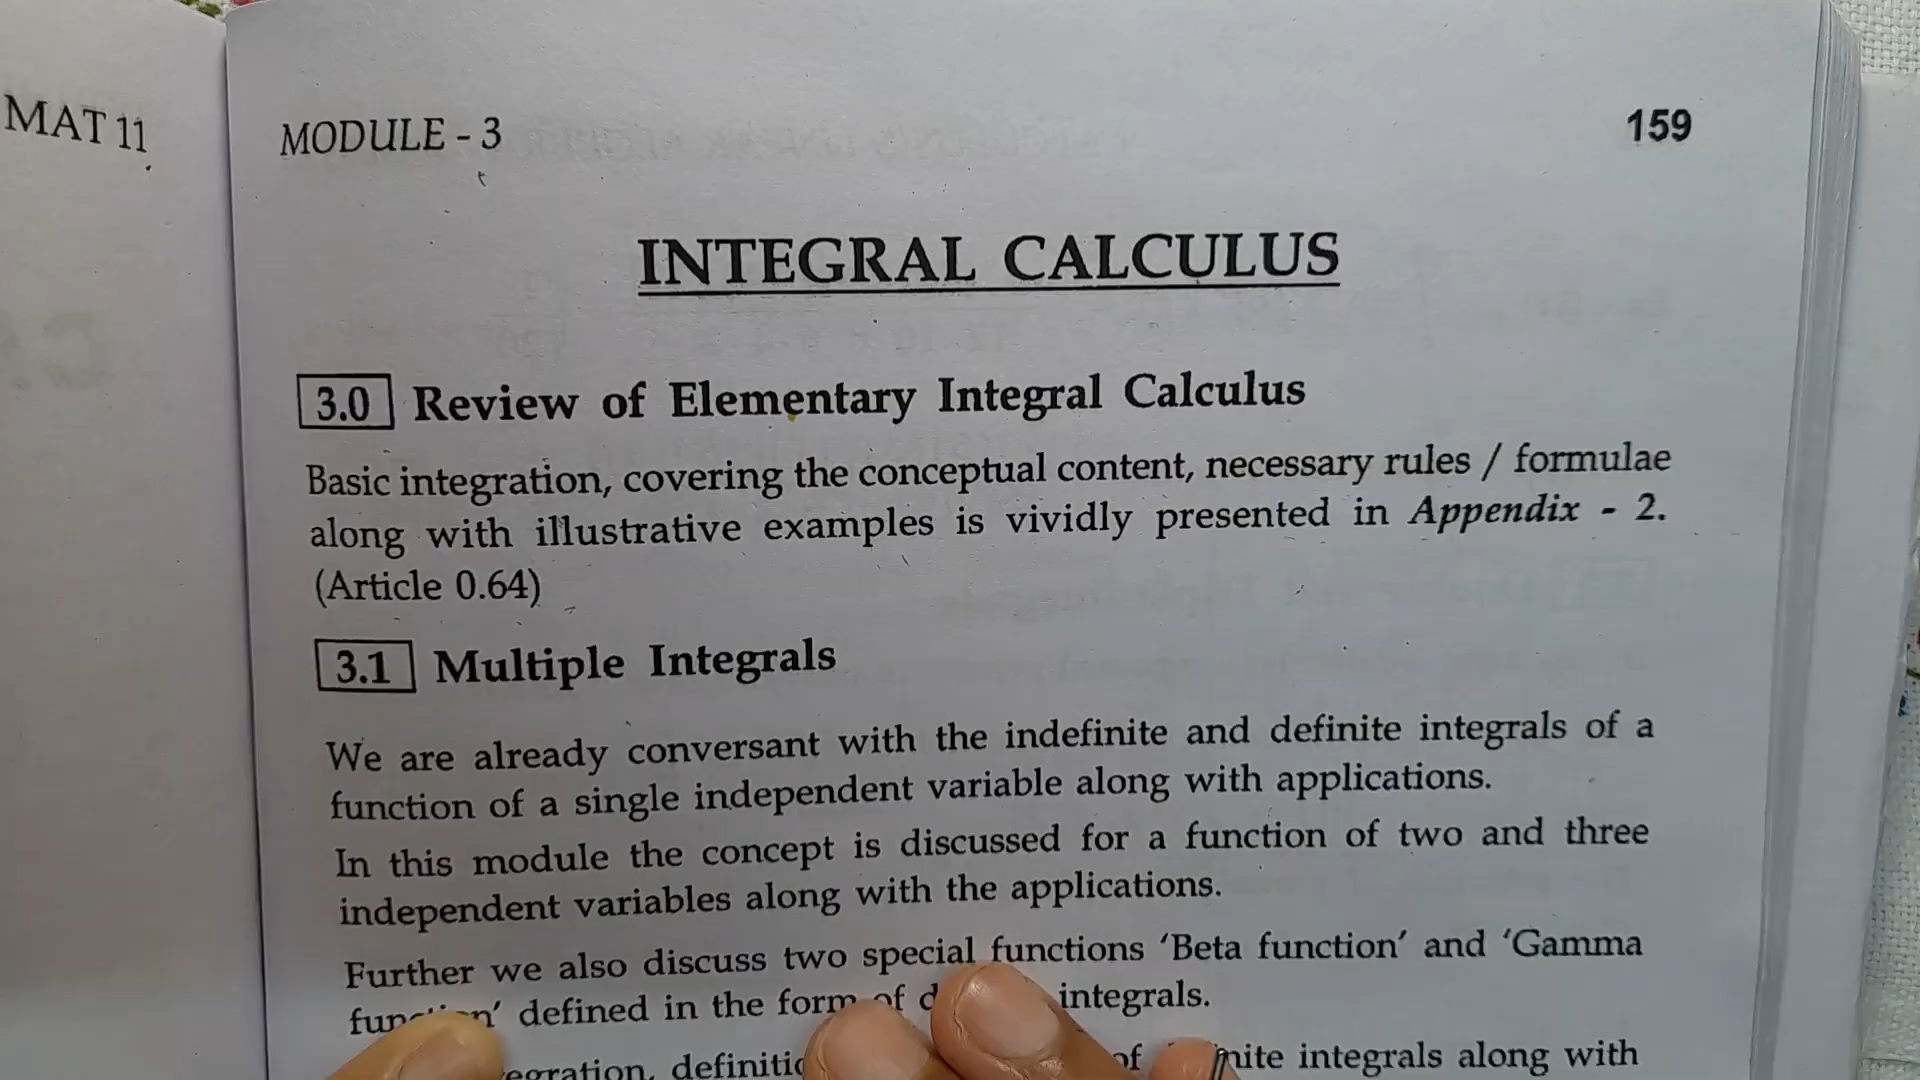 MAT 11
MODULE - 3
159
INTEGRAL CALCULUS
3.0 Review of Elementary Integral Calculus
Basic integration, covering the conceptual content, necessary rules / formulae
along with illustrative examples is vividly presented in Appendix - 2.
(Article 0.64)
3.1 Multiple Integrals
We are already conversant with the indefinite and definite integrals of a
function of a single independent variable along with applications.
In this module the concept is discussed for a function of two and three
independent variables along with the applications.
Further we also discuss two special functions ‘Beta function’ and ‘Gamma
defined in the form of integrals.
of integrals along with